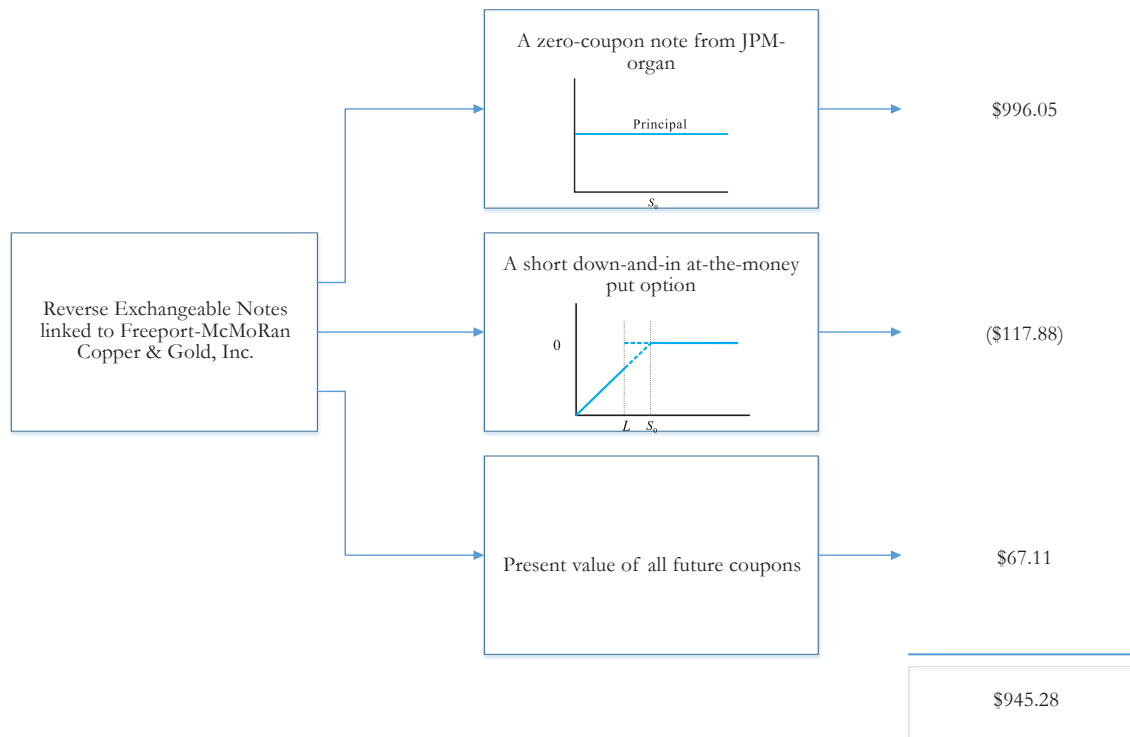 A zero-coupon note from JPM-
organ
Principal
S₀
$996.05
Reverse Exchangeable Notes
linked to Freeport-McMoRan
Copper & Gold, Inc.
A short down-and-in at-the-money
put option
0
L S₀
($117.88)
Present value of all future coupons
$67.11
$945.28